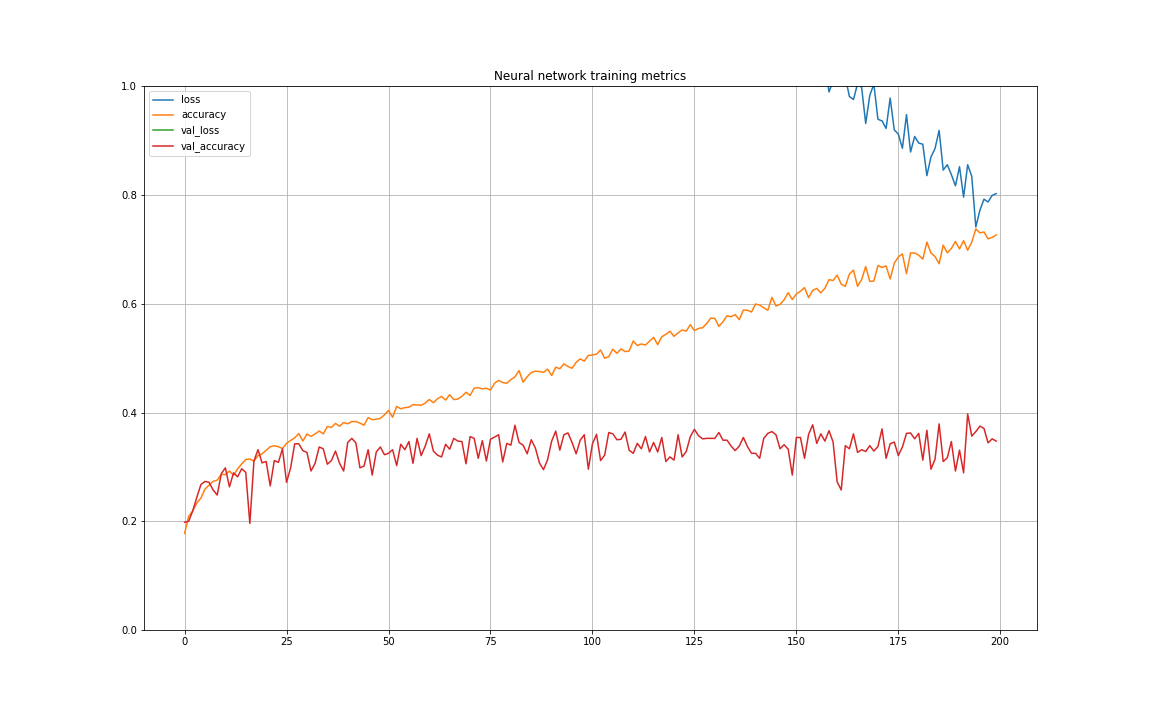 Neural network training metrics
1.0
loss
accuracy
val_loss
val_accuracy
0.8
0.6
0.4
0.2
0.0
0 25 50 75 100 125 150 175 200